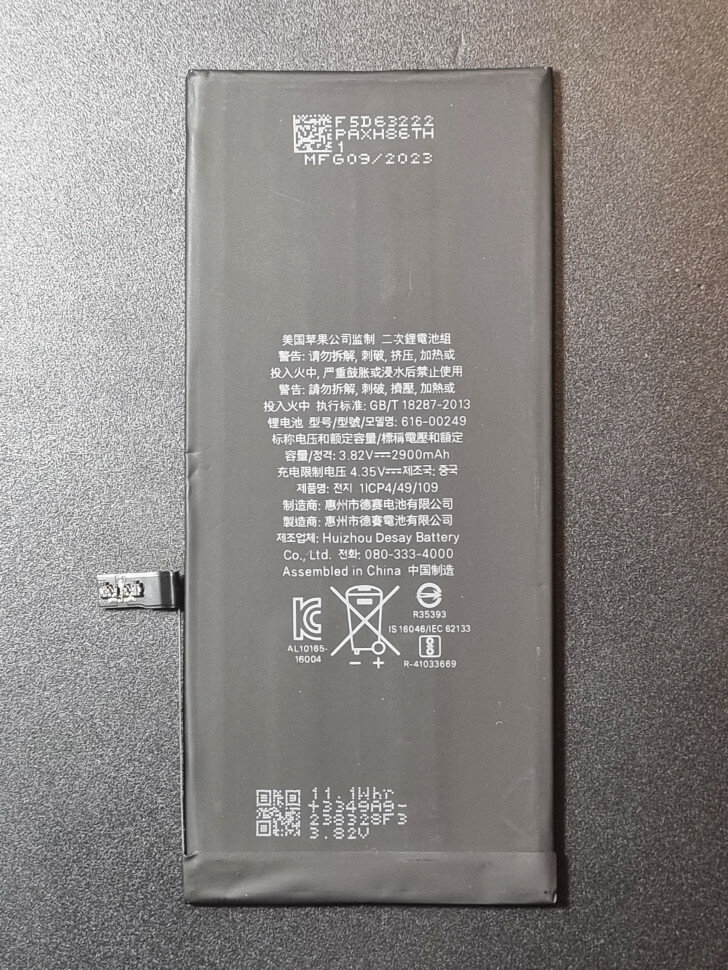 F5D63222
PAXH86TH
1
MFG09/2023
美国苹果公司监制 二次鋰電池組
警告: 请勿拆解, 刺破, 挤压, 加热或
投入火中, 严重鼓胀或浸水后禁止使用
警告: 請勿拆解, 刺破, 擠壓, 加熱或
投入火中 执行标准: GB/T 18287-2013
锂电池 型号/型號/모델명: 616-00249
标称电压和额定容量/標稱電壓和額定
容量/정격: 3.82V⎓2900mAh
充电限制电压 4.35V⎓제조국: 중국
제품명: 전지 1ICP4/49/109
制造商: 惠州市德赛电池有限公司
製造商: 惠州市德賽電池有限公司
제조업체: Huizhou Desay Battery
Co., Ltd. 전화: 080-333-4000
Assembled in China 中国制造
AL10165-
16004
R35393
IS 16046/IEC 62133
R-41033669
11.1Whr
+3349A9-
238328F3
3.82V